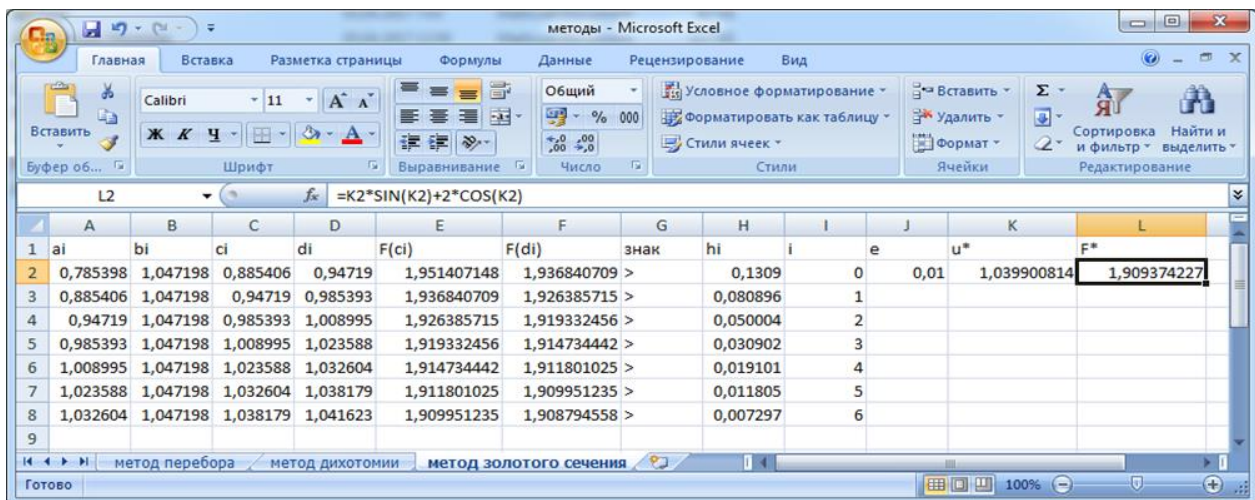 методы - Microsoft Excel
Главная Вставка Разметка страницы Формулы Данные Рецензирование Вид
Вставить
Буфер об...
Calibri 11 A A
Ж К Ч А
Шрифт
Выравнивание
Общий
% 000
,0 ,00 ,00 ,0
Число
Условное форматирование
Форматировать как таблицу
Стили ячеек
Стили
Вставить
Удалить
Формат
Ячейки
Σ
Сортировка и фильтр
Найти и выделить
Редактирование
L2 fx =K2*SIN(K2)+2*COS(K2)
A B C D E F G H I J K L
1 ai bi ci di F(ci) F(di) знак hi i e u* F*
2 0,785398 1,047198 0,885406 0,94719 1,951407148 1,936840709 > 0,1309 0 0,01 1,039900814 1,909374227
3 0,885406 1,047198 0,94719 0,985393 1,936840709 1,926385715 > 0,080896 1
4 0,94719 1,047198 0,985393 1,008995 1,926385715 1,919332456 > 0,050004 2
5 0,985393 1,047198 1,008995 1,023588 1,919332456 1,914734442 > 0,030902 3
6 1,008995 1,047198 1,023588 1,032604 1,914734442 1,911801025 > 0,019101 4
7 1,023588 1,047198 1,032604 1,038179 1,911801025 1,909951235 > 0,011805 5
8 1,032604 1,047198 1,038179 1,041623 1,909951235 1,908794558 > 0,007297 6
9
метод перебора метод дихотомии метод золотого сечения
Готово 100%